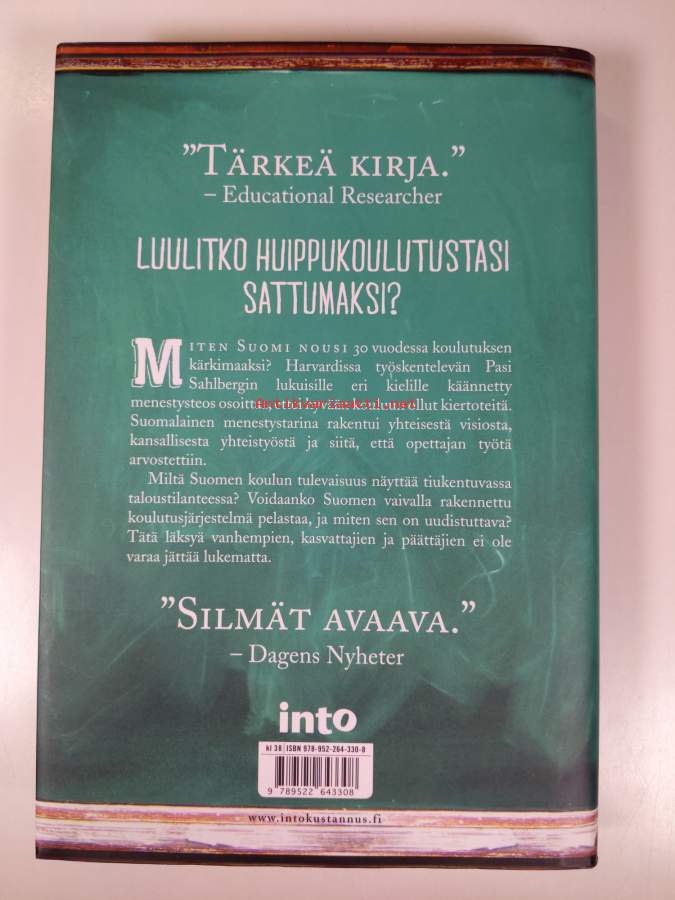 ”TÄRKEÄ KIRJA.”
– Educational Researcher
LUULITKO HUIPPUKOULUTUSTASI
SATTUMAKSI?
MITEN SUOMI NOUSI 30 vuodessa koulutuksen
kärkimaaksi? Harvardissa työskentelevän Pasi
Sahlbergin lukuisille eri kielille käännetty
menestysteos osoittaa, kiertoteitä.
Suomalainen menestystarina rakentui yhteisestä visiosta,
kansallisesta yhteistyöstä ja siitä, että opettajan työtä
arvostettiin.
Miltä Suomen koulun tulevaisuus näyttää tiukentuvassa
taloustilanteessa? Voidaanko Suomen vaivalla rakennettu
koulutusjärjestelmä pelastaa, ja miten sen on uudistuttava?
Tätä läksyä vanhempien, kasvattajien ja päättäjien ei ole
varaa jättää lukematta.
”SILMÄT AVAAVA.”
– Dagens Nyheter
into
kl 38 ISBN 978-952-264-330-8
9 789522 643308
www.intokustannus.fi